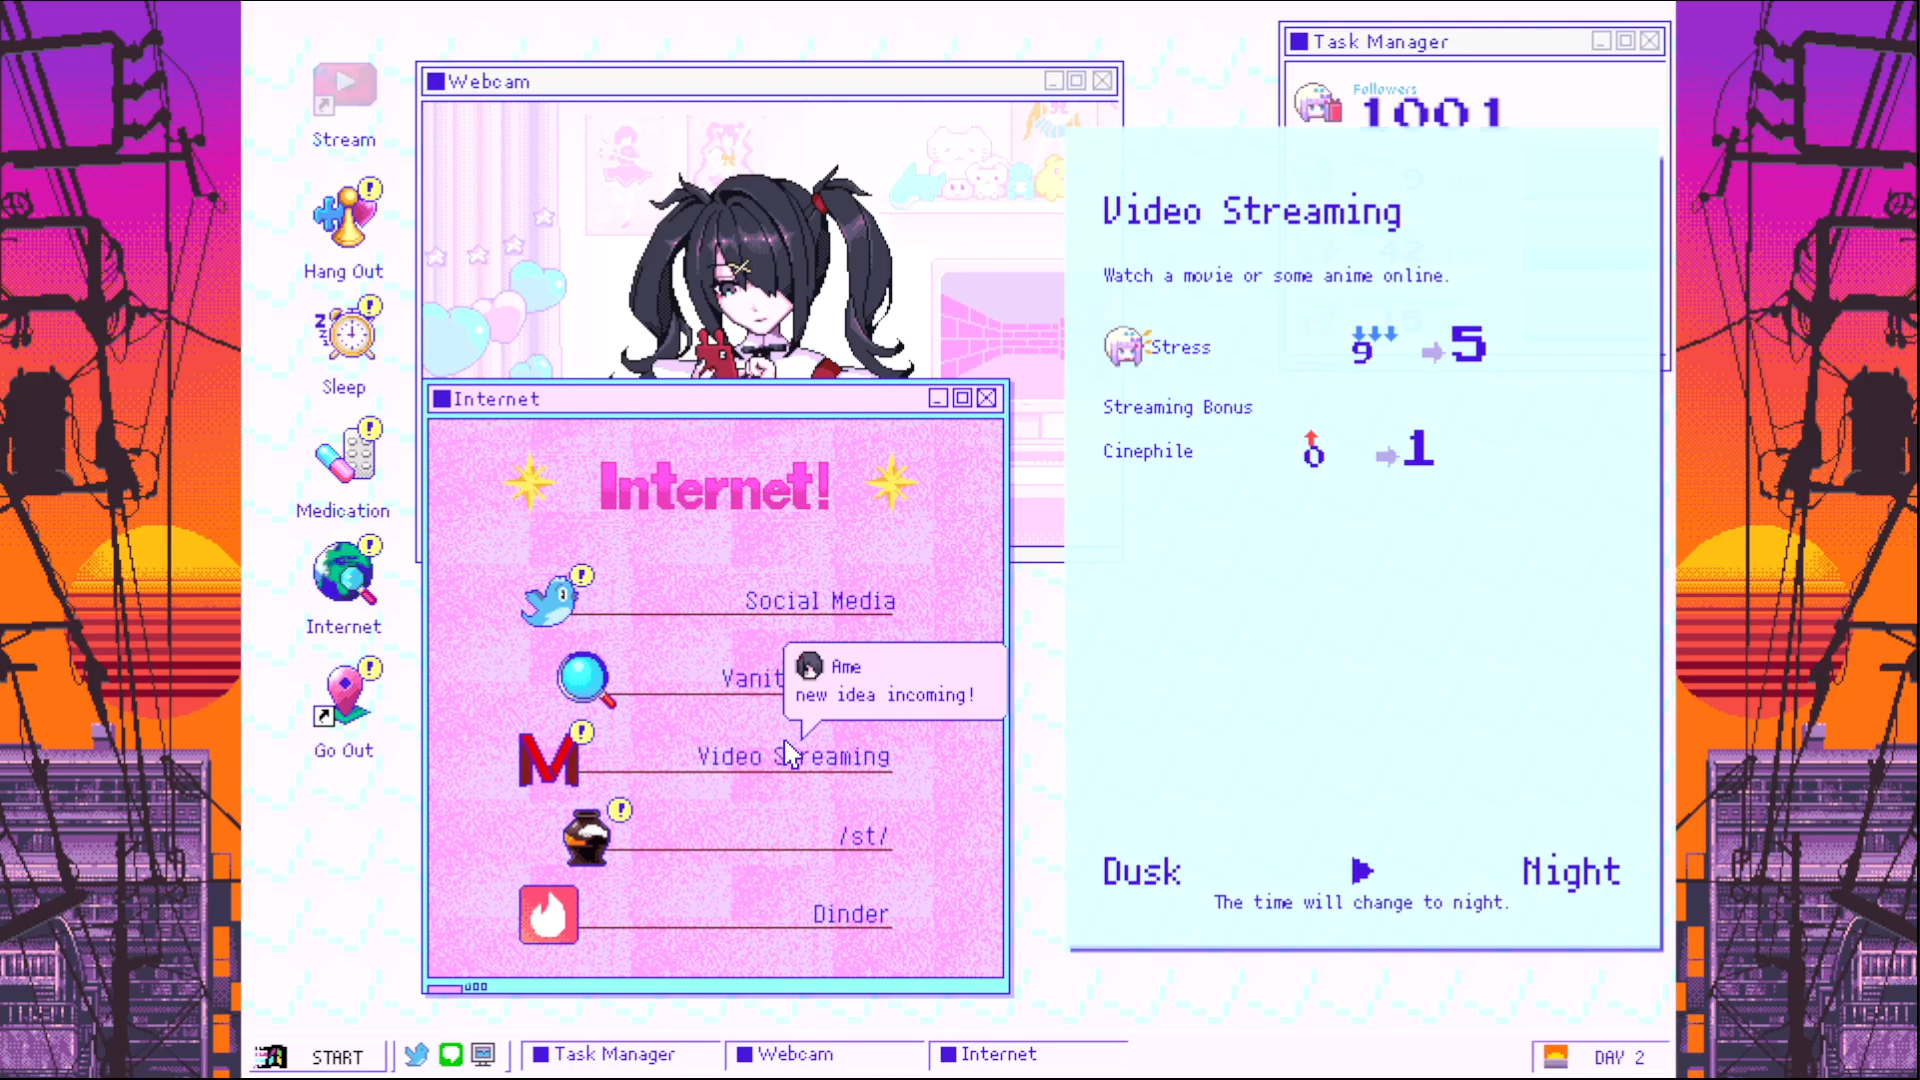 Task Manager
Webcam
Followers
1001
Stream
Hang Out
Sleep
Medication
Internet
Go Out
Video Streaming
Watch a movie or some anime online.
Stress
9
5
Streaming Bonus
Cinephile
0
1
Dusk
Night
The time will change to night.
Internet
Internet!
Social Media
Vanit
Ame
new idea incoming!
Video Streaming
/st/
Dinder
START
Task Manager
Webcam
Internet
DAY 2